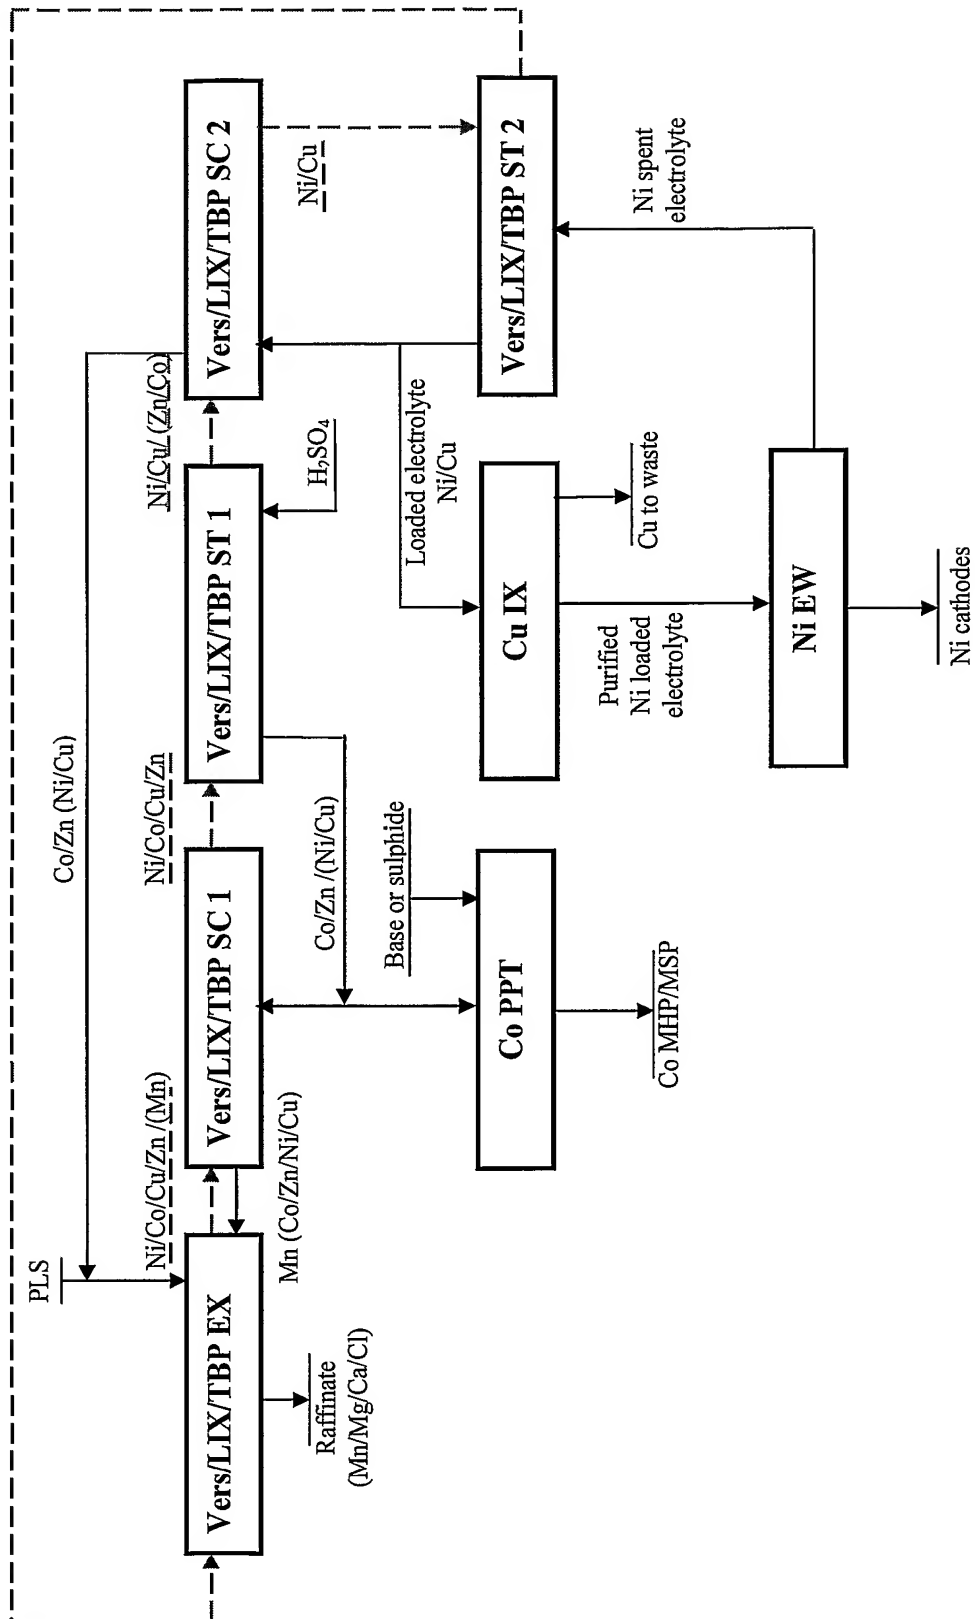 PLS
Co/Zn (Ni/Cu)
Ni/Co/Cu/Zn /(Mn)
Ni/Co/Cu/Zn
Ni/Cu/ (Zn/Co)
Vers/LIX/TBP EX
Vers/LIX/TBP SC 1
Vers/LIX/TBP ST 1
Vers/LIX/TBP SC 2
Raffinate
(Mn/Mg/Ca/Cl)
Mn (Co/Zn/Ni/Cu)
Co/Zn /(Ni/Cu)
H2SO4
Ni/Cu
Base or sulphide
Loaded electrolyte
Ni/Cu
Co PPT
Cu IX
Vers/LIX/TBP ST 2
Co MHP/MSP
Purified
Ni loaded
electrolyte
Cu to waste
Ni spent
electrolyte
Ni EW
Ni cathodes